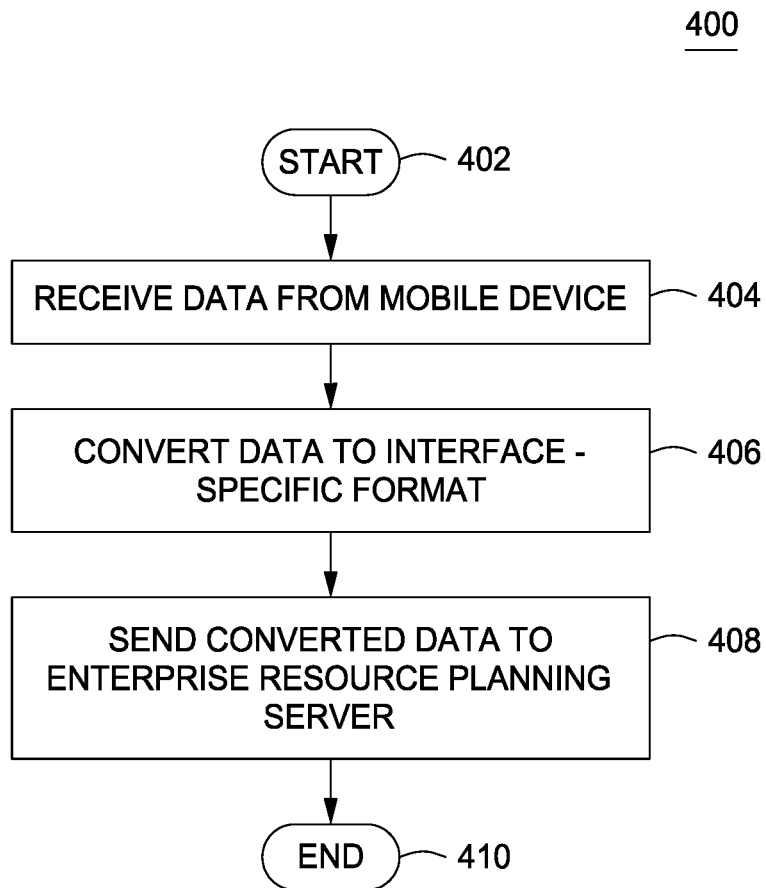 400
START 402
RECEIVE DATA FROM MOBILE DEVICE 404
CONVERT DATA TO INTERFACE - 406
SPECIFIC FORMAT
SEND CONVERTED DATA TO 408
ENTERPRISE RESOURCE PLANNING
SERVER
END 410